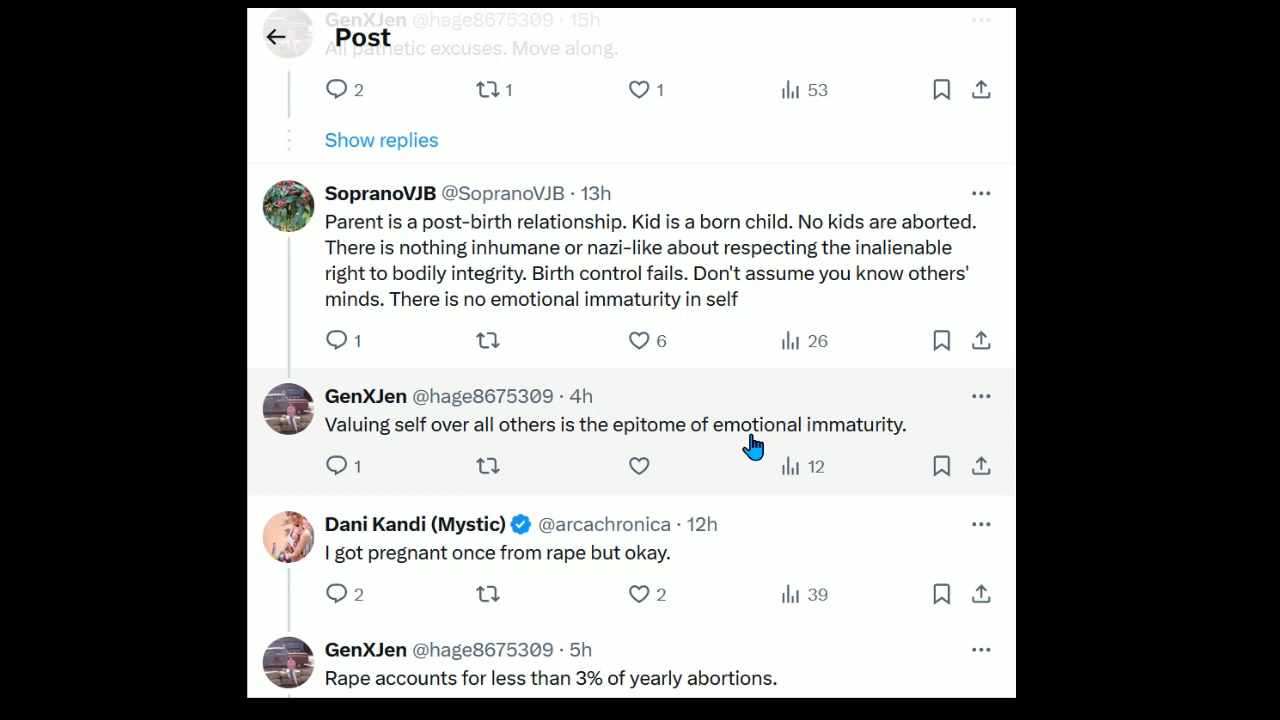 GenXJen @hage8675309 · 15h
Post
All pathetic excuses. Move along.
2 1 1 53
Show replies
SopranoVJB @SopranoVJB · 13h
Parent is a post-birth relationship. Kid is a born child. No kids are aborted.
There is nothing inhumane or nazi-like about respecting the inalienable
right to bodily integrity. Birth control fails. Don't assume you know others'
minds. There is no emotional immaturity in self
1 6 26
GenXJen @hage8675309 · 4h
Valuing self over all others is the epitome of emotional immaturity.
1 12
Dani Kandi (Mystic) @arcachronica · 12h
I got pregnant once from rape but okay.
2 2 39
GenXJen @hage8675309 · 5h
Rape accounts for less than 3% of yearly abortions.